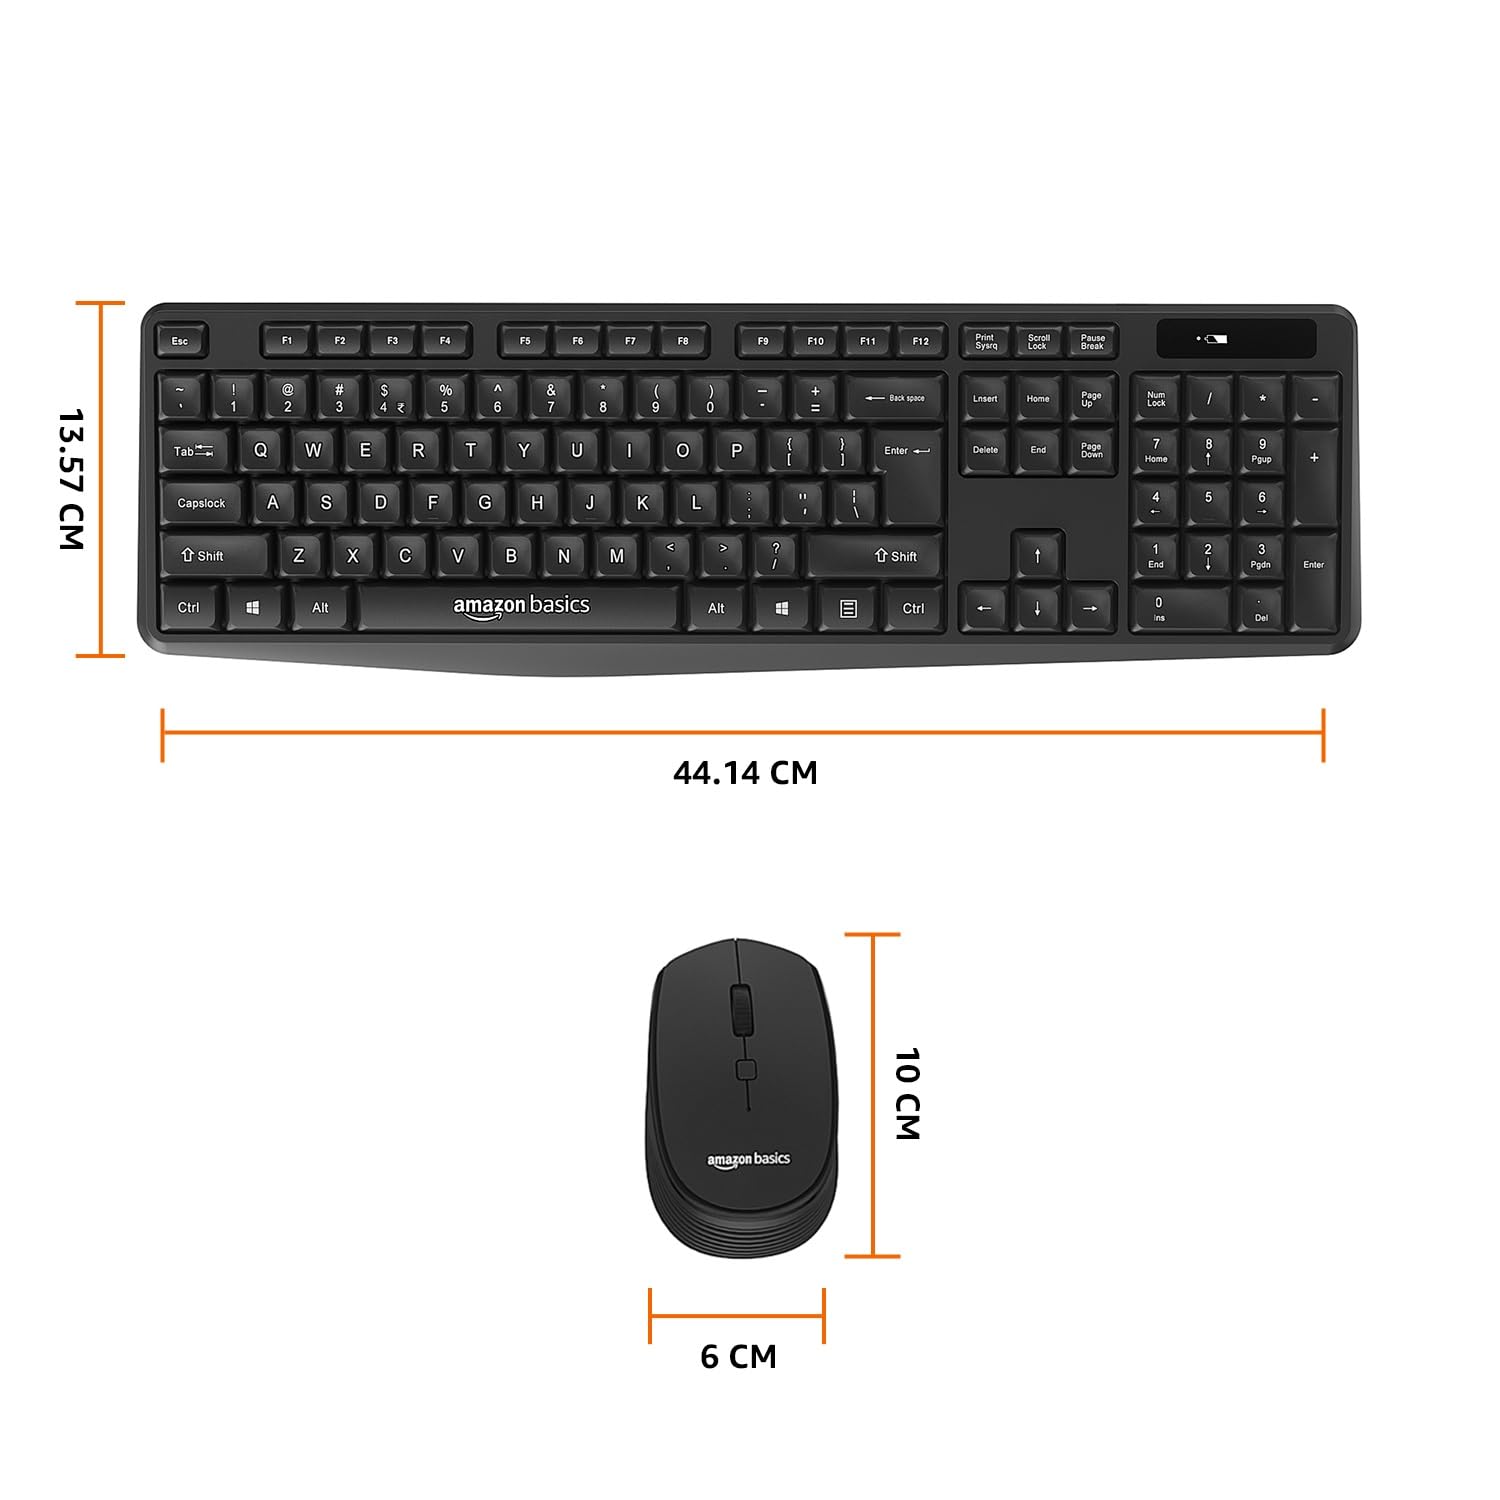 Esc F1 F2 F3 F4 F5 F6 F7 F8 F9 F10 F11 F12 Print Sysrq Scroll Lock Pause Break
~ ` ! 1 @ 2 # 3 $ 4 ₹ % 5 ^ 6 & 7 * 8 ( 9 ) 0 — - + = ← Back space Lnsert Home Page Up Num Lock / * -
Tab Q W E R T Y U I O P { [ } ] Enter Delete End Page Down 7 Home 8 ↑ 9 Pgup +
Capslock A S D F G H J K L : ; " ' ¦ \ 4 ← 5 6 →
⇧ Shift Z X C V B N M < , > . ? / ⇧ Shift ↑ 1 End 2 ↓ 3 Pgdn Enter
Ctrl Alt amazon basics Alt Ctrl ← ↓ → 0 Ins . Del
13.57 CM
44.14 CM
amazon basics
10 CM
6 CM